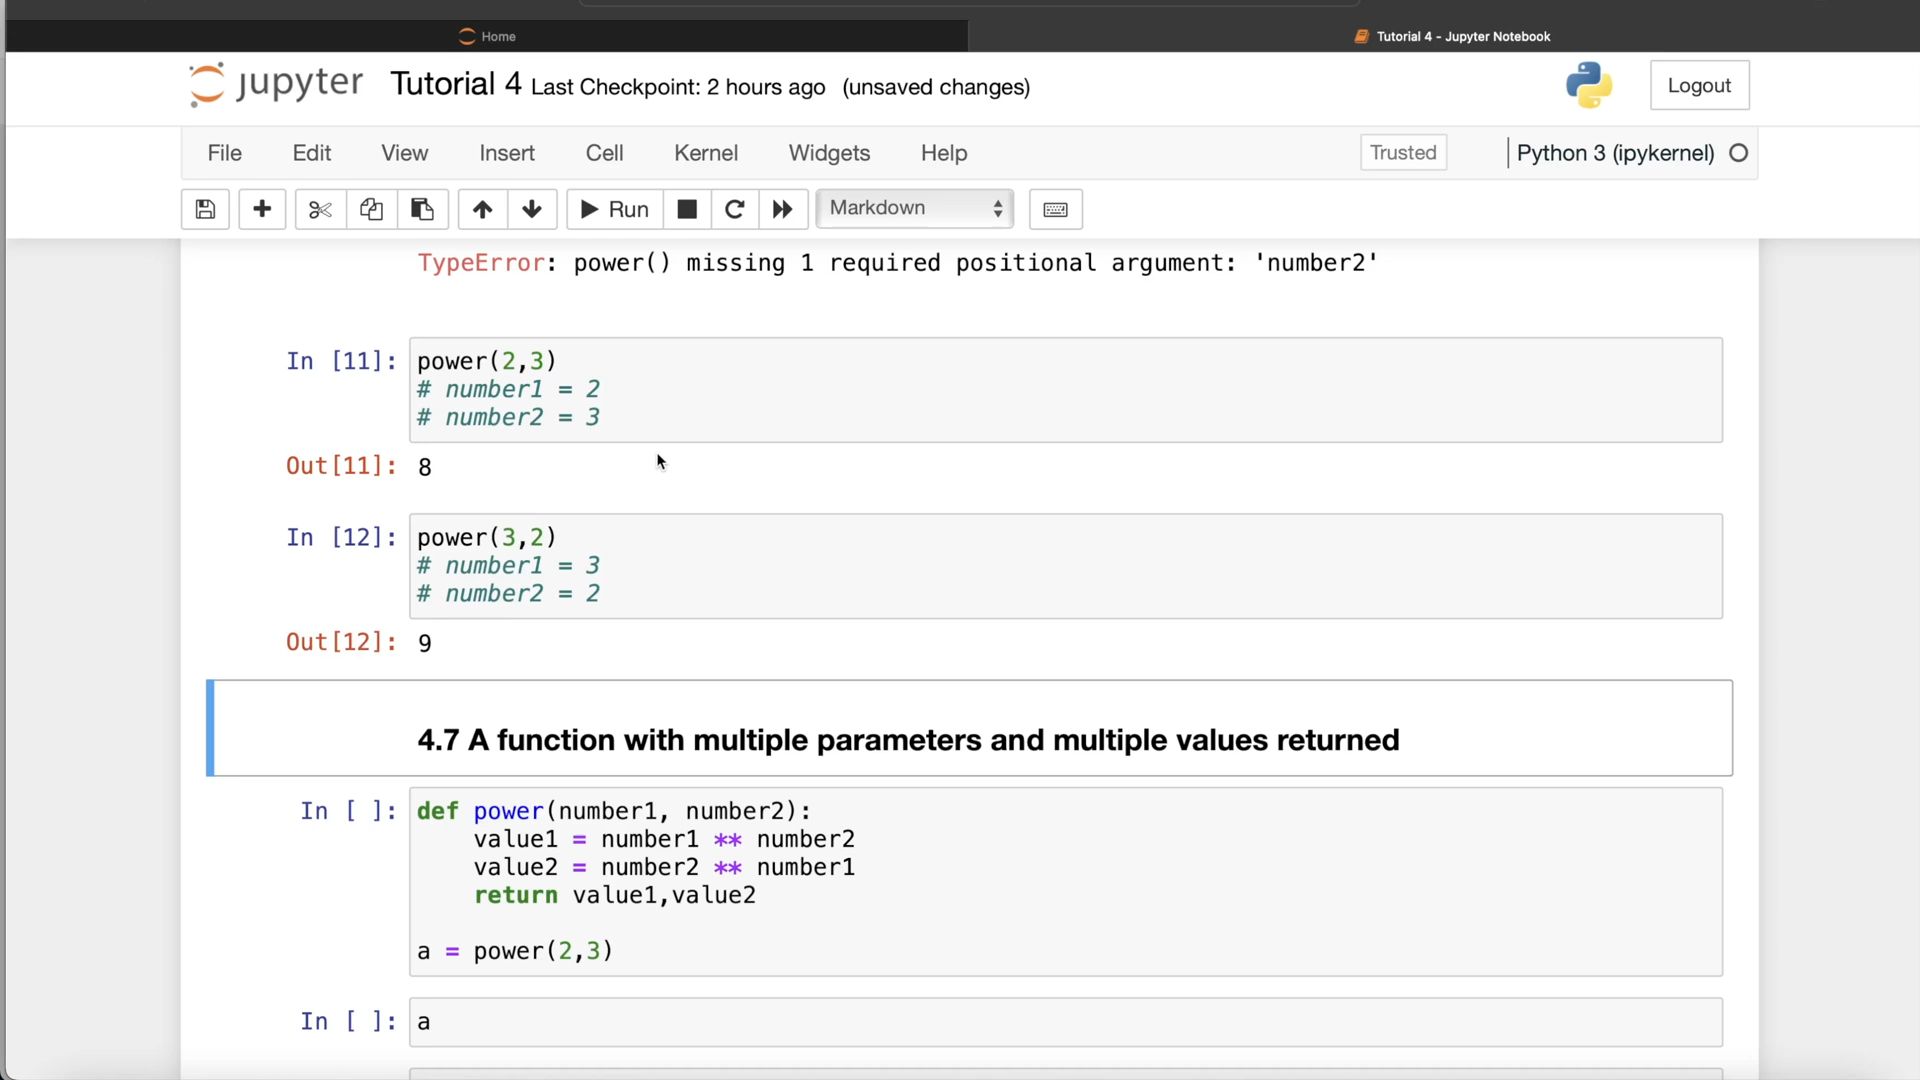 Home
Tutorial 4 - Jupyter Notebook
jupyter Tutorial 4 Last Checkpoint: 2 hours ago (unsaved changes)
Logout
File Edit View Insert Cell Kernel Widgets Help
Trusted
Python 3 (ipykernel)
Run
Markdown
TypeError: power() missing 1 required positional argument: 'number2'
In [11]: power(2,3)
# number1 = 2
# number2 = 3
Out[11]: 8
In [12]: power(3,2)
# number1 = 3
# number2 = 2
Out[12]: 9
4.7 A function with multiple parameters and multiple values returned
In [ ]: def power(number1, number2):
value1 = number1 ** number2
value2 = number2 ** number1
return value1,value2
a = power(2,3)
In [ ]: a